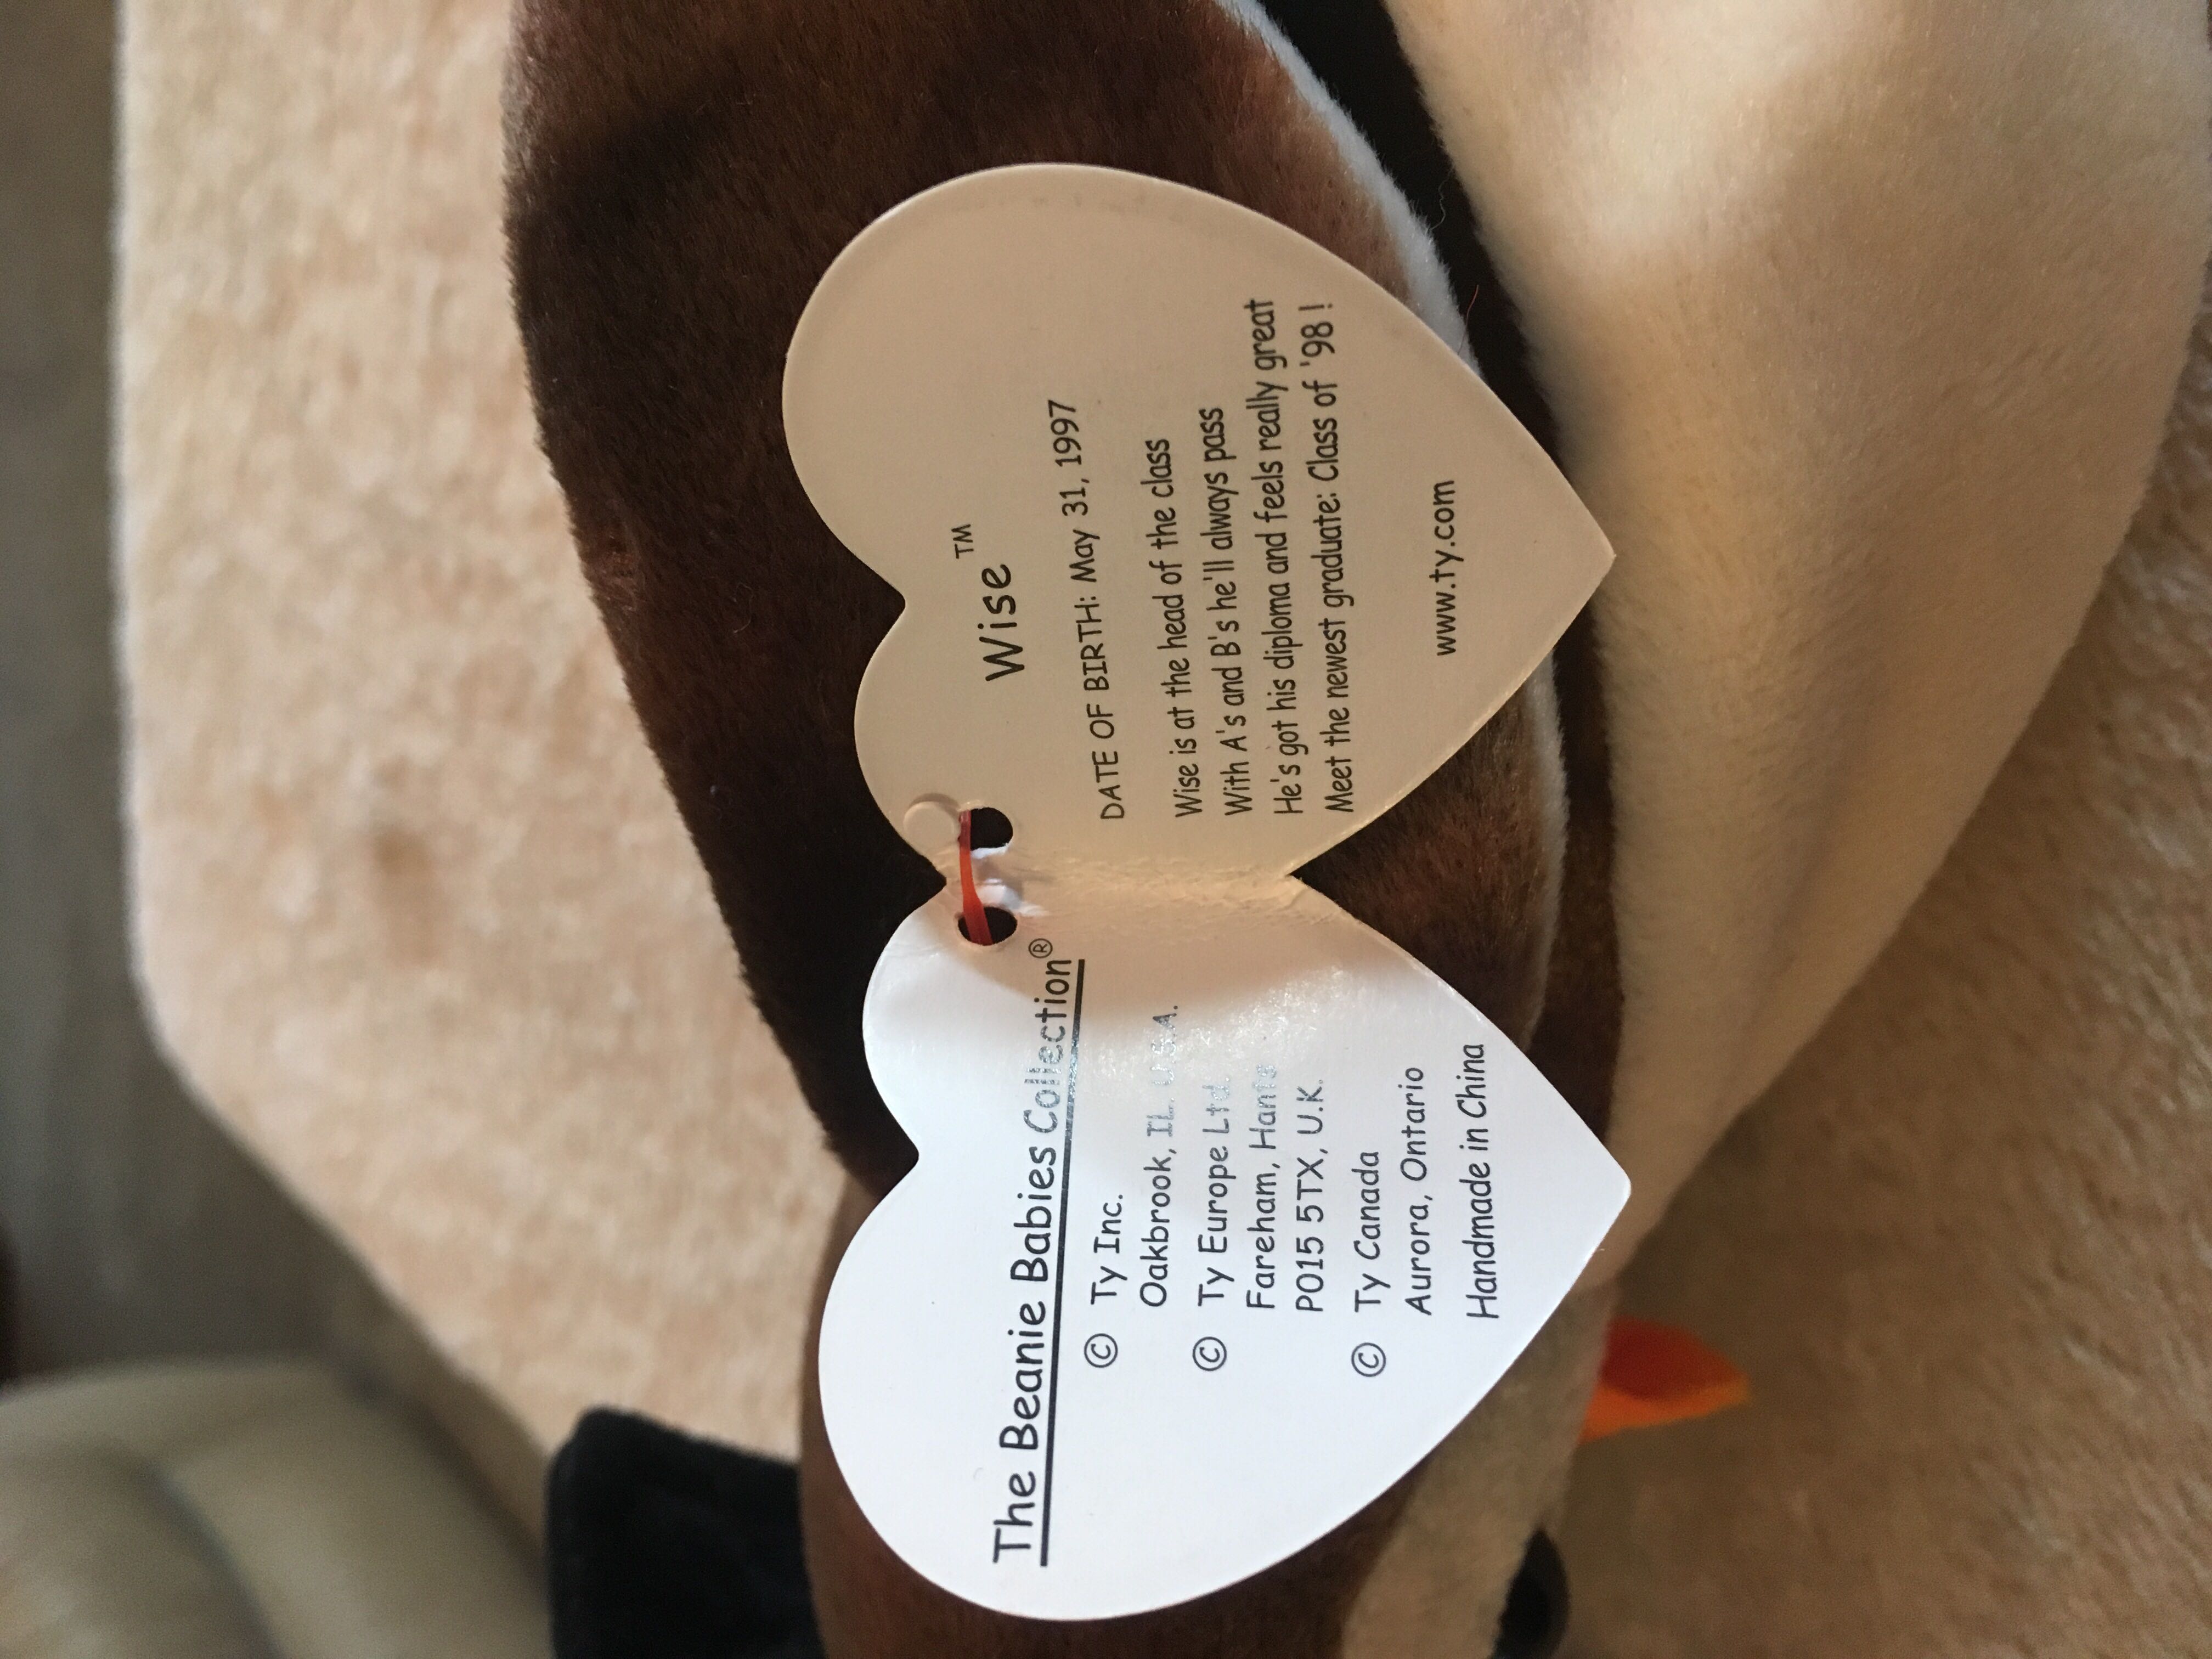 The Beanie Babies Collection®
© Ty Inc.
Oakbrook, IL. U.S.A.
© Ty Europe Ltd.
Fareham, Hants
PO15 5TX, U.K.
© Ty Canada
Aurora, Ontario
Handmade in China
Wise™
DATE OF BIRTH: May 31, 1997
Wise is at the head of the class
With A's and B's he'll always pass
He's got his diploma and feels really great
Meet the newest graduate: Class of '98 !
www.ty.com